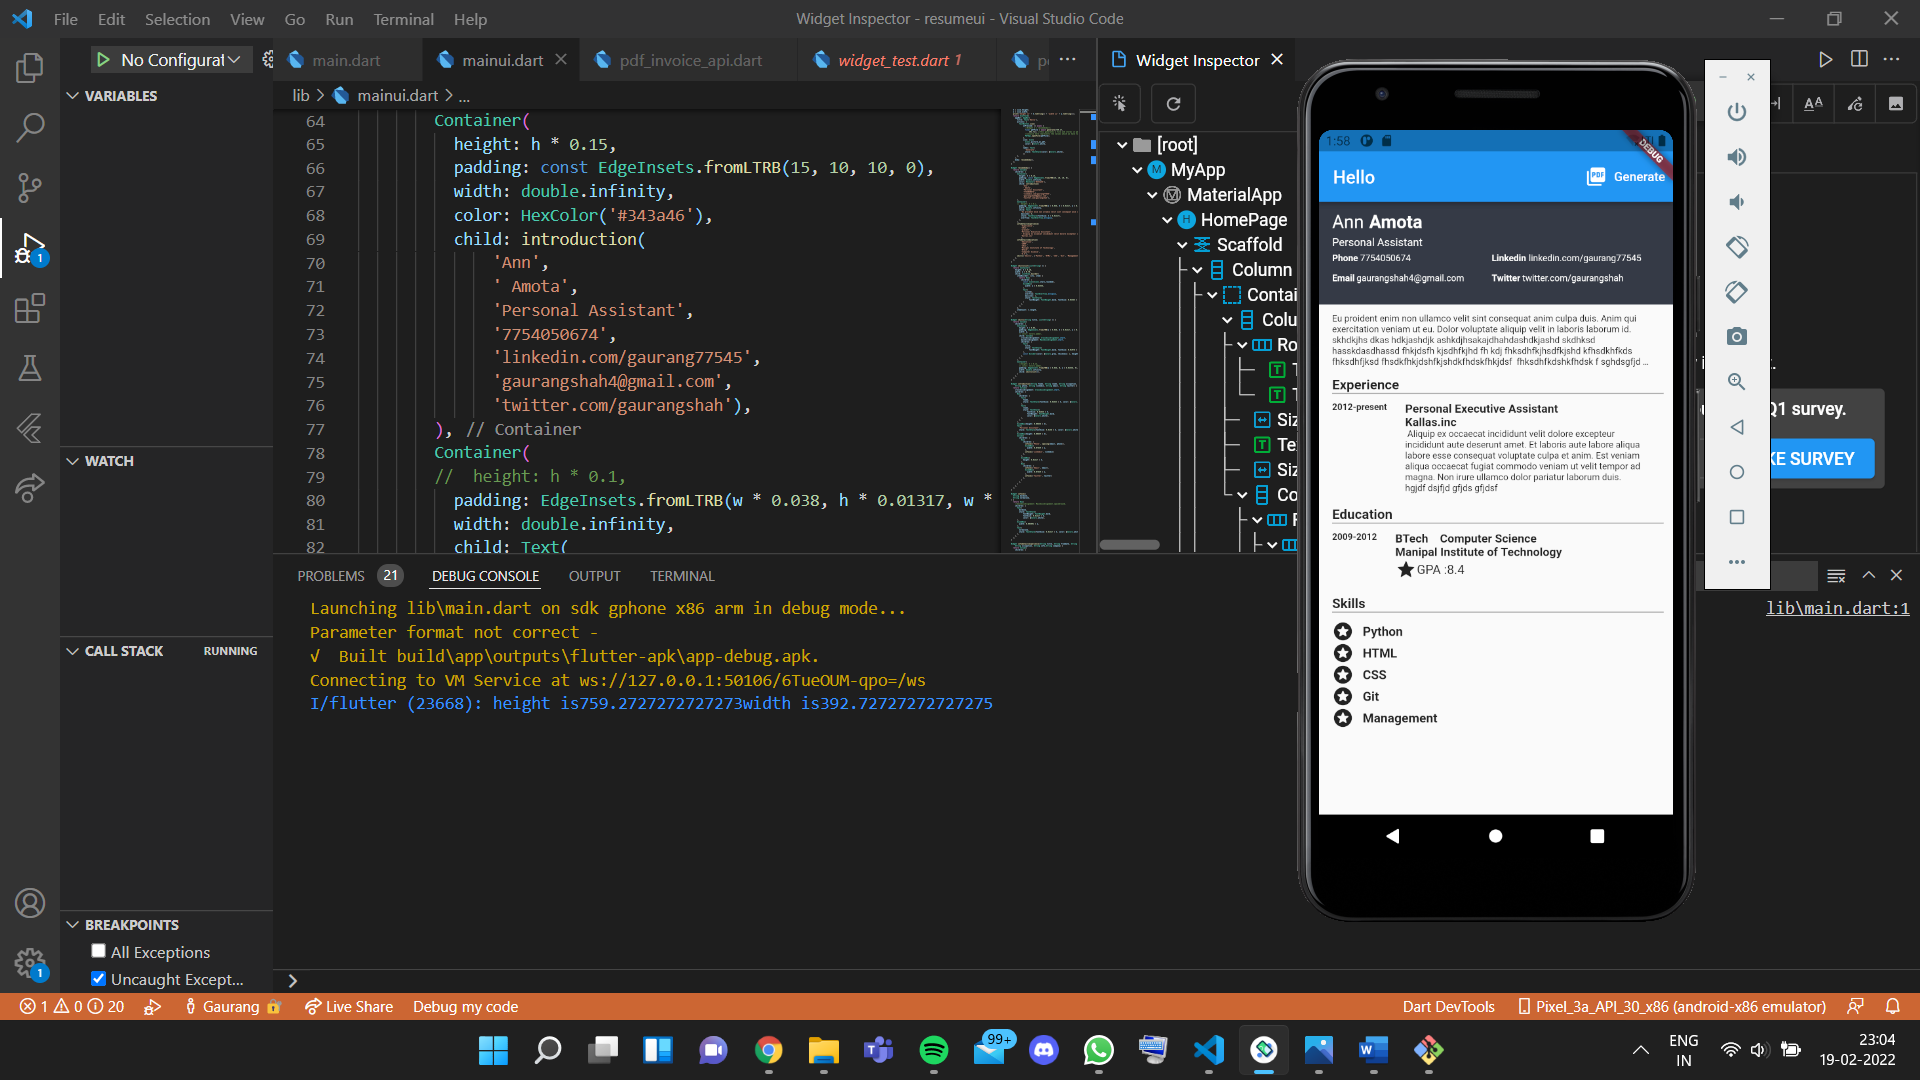 File Edit Selection View Go Run Terminal Help
Widget Inspector - resumeui - Visual Studio Code
No Configurat
main.dart
mainui.dart
pdf_invoice_api.dart
widget_test.dart 1
Widget Inspector
VARIABLES
WATCH
CALL STACK RUNNING
BREAKPOINTS
All Exceptions
Uncaught Except...
1
1
lib > mainui.dart > ...
64 Container(
65 height: h * 0.15,
66 padding: const EdgeInsets.fromLTRB(15, 10, 10, 0),
67 width: double.infinity,
68 color: HexColor('#343a46'),
69 child: introduction(
70 'Ann',
71 ' Amota',
72 'Personal Assistant',
73 '7754050674',
74 'linkedin.com/gaurang77545',
75 'gaurangshah4@gmail.com',
76 'twitter.com/gaurangshah'),
77 ), // Container
78 Container(
79 //  height: h * 0.1,
80 padding: EdgeInsets.fromLTRB(w * 0.038, h * 0.01317, w *
81 width: double.infinity,
82 child: Text(
[root]
MyApp
MaterialApp
HomePage
Scaffold
Column
Contai
Colu
Ro
T
T
Siz
Te
Siz
Co
PROBLEMS 21 DEBUG CONSOLE OUTPUT TERMINAL
Launching lib\main.dart on sdk gphone x86 arm in debug mode...
Parameter format not correct -
√  Built build\app\outputs\flutter-apk\app-debug.apk.
Connecting to VM Service at ws://127.0.0.1:50106/6TueOUM-qpo=/ws
I/flutter (23668): height is759.2727272727273width is392.72727272727275
lib\main.dart:1
1:58
DEBUG
Hello
PDF Generate
Ann Amota
Personal Assistant
Phone 7754050674 Linkedin linkedin.com/gaurang77545
Email gaurangshah4@gmail.com Twitter twitter.com/gaurangshah
Eu proident enim non ullamco velit sint consequat anim culpa duis. Anim qui
exercitation veniam ut eu. Dolor voluptate aliquip velit in laboris laborum id.
skhdkjhs dkas hdkjashdjk ashkdjhsakajdhahdashdkjashd skdhksd
hasskdasdhassd fhkjdsfh kjsdhfkjhd fh kdj fhksdhfkjhsdfkjshd kfhsdkhfkds
fhksdhfjksd fhsdkfhkjdshfkjshdkfhdskfhkjdsf fhksdhfkdshkfhdsk f sghdsgfjd ...
Experience
2012-present Personal Executive Assistant
Kallas.inc
Aliquip ex occaecat incididunt velit dolore excepteur
incididunt aute deserunt amet. Et laboris aute labore aliqua
labore esse consequat voluptate culpa et anim. Est veniam
aliqua occaecat fugiat commodo veniam ut velit tempor ad
magna. Non irure ullamco dolor pariatur laborum duis.
hgjdf dsjfjd gfjds gfjdsf
Education
2009-2012 BTech Computer Science
Manipal Institute of Technology
GPA :8.4
Skills
Python
HTML
CSS
Git
Management
Q1 survey.
KE SURVEY
1 0 20 Gaurang Live Share Debug my code
Dart DevTools Pixel_3a_API_30_x86 (android-x86 emulator)
99+
ENG
IN
23:04
19-02-2022